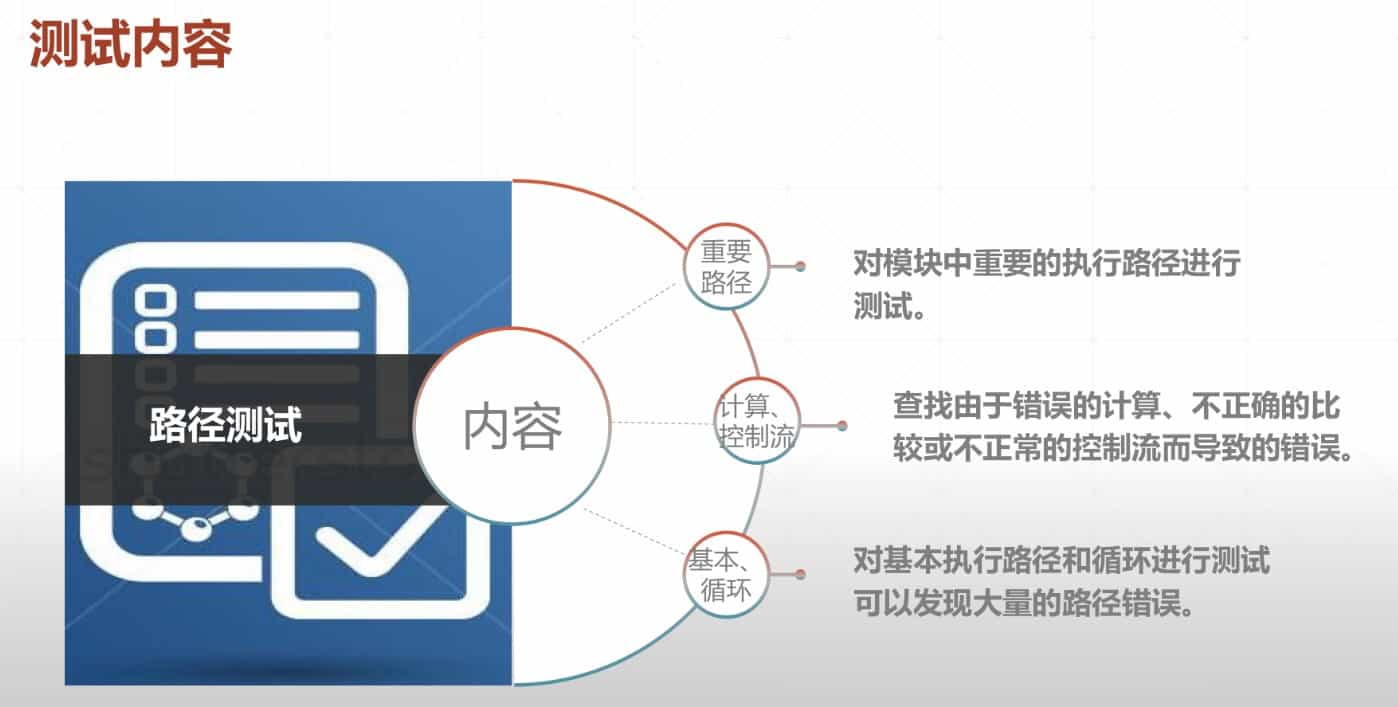 测试内容
路径测试
内容
重要
路径
对模块中重要的执行路径进行
测试。
计算、
控制流
查找由于错误的计算、不正确的比
较或不正常的控制流而导致的错误。
基本、
循环
对基本执行路径和循环进行测试
可以发现大量的路径错误。